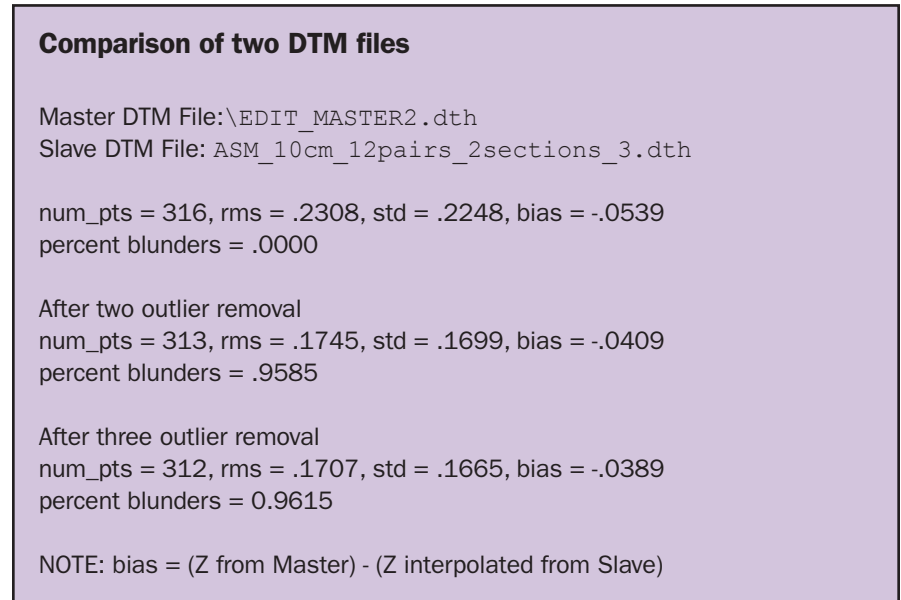 Comparison of two DTM files
Master DTM File:\EDIT_MASTER2.dth
Slave DTM File: ASM_10cm_12pairs_2sections_3.dth
num_pts = 316, rms = .2308, std = .2248, bias = -.0539
percent blunders = .0000
After two outlier removal
num_pts = 313, rms = .1745, std = .1699, bias = -.0409
percent blunders = .9585
After three outlier removal
num_pts = 312, rms = .1707, std = .1665, bias = -.0389
percent blunders = 0.9615
NOTE: bias = (Z from Master) - (Z interpolated from Slave)